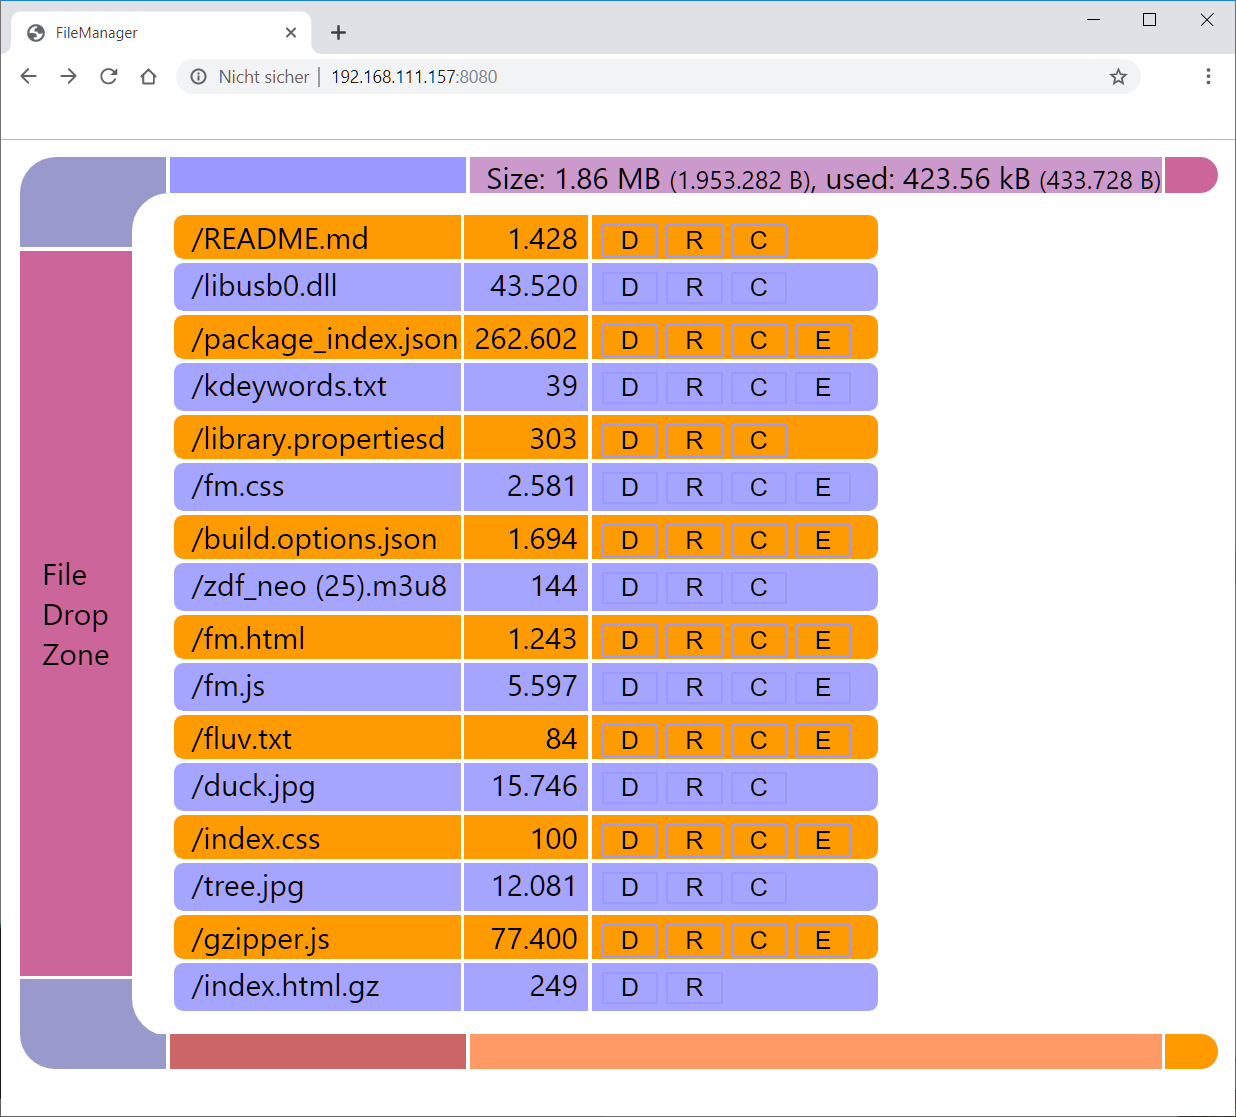 FileManager
Nicht sicher | 192.168.111.157:8080
Size: 1.86 MB (1.953.282 B), used: 423.56 kB (433.728 B)
/README.md 1.428 D R C
/libusb0.dll 43.520 D R C
/package_index.json 262.602 D R C E
/kdeywords.txt 39 D R C E
/library.propertiesd 303 D R C
/fm.css 2.581 D R C E
/build.options.json 1.694 D R C E
/zdf_neo (25).m3u8 144 D R C
/fm.html 1.243 D R C E
/fm.js 5.597 D R C E
/fluv.txt 84 D R C E
/duck.jpg 15.746 D R C
/index.css 100 D R C E
/tree.jpg 12.081 D R C
/gzipper.js 77.400 D R C E
/index.html.gz 249 D R
File
Drop
Zone